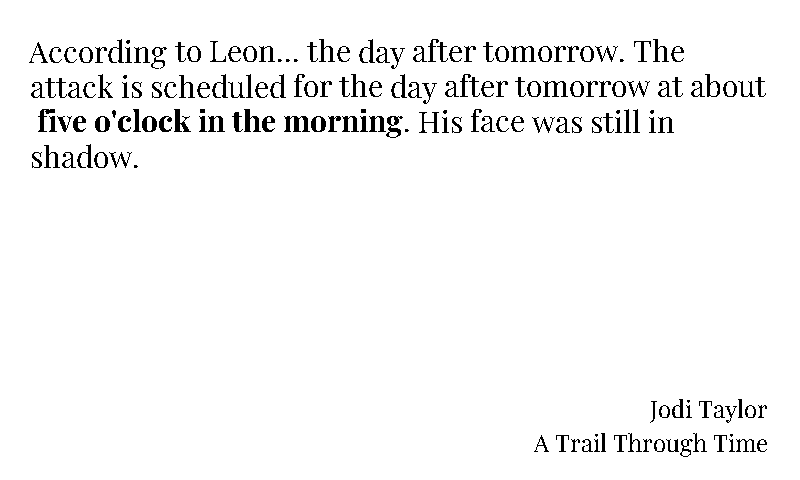 According to Leon... the day after tomorrow. The
attack is scheduled for the day after tomorrow at about
five o'clock in the morning. His face was still in
shadow.
Jodi Taylor
A Trail Through Time